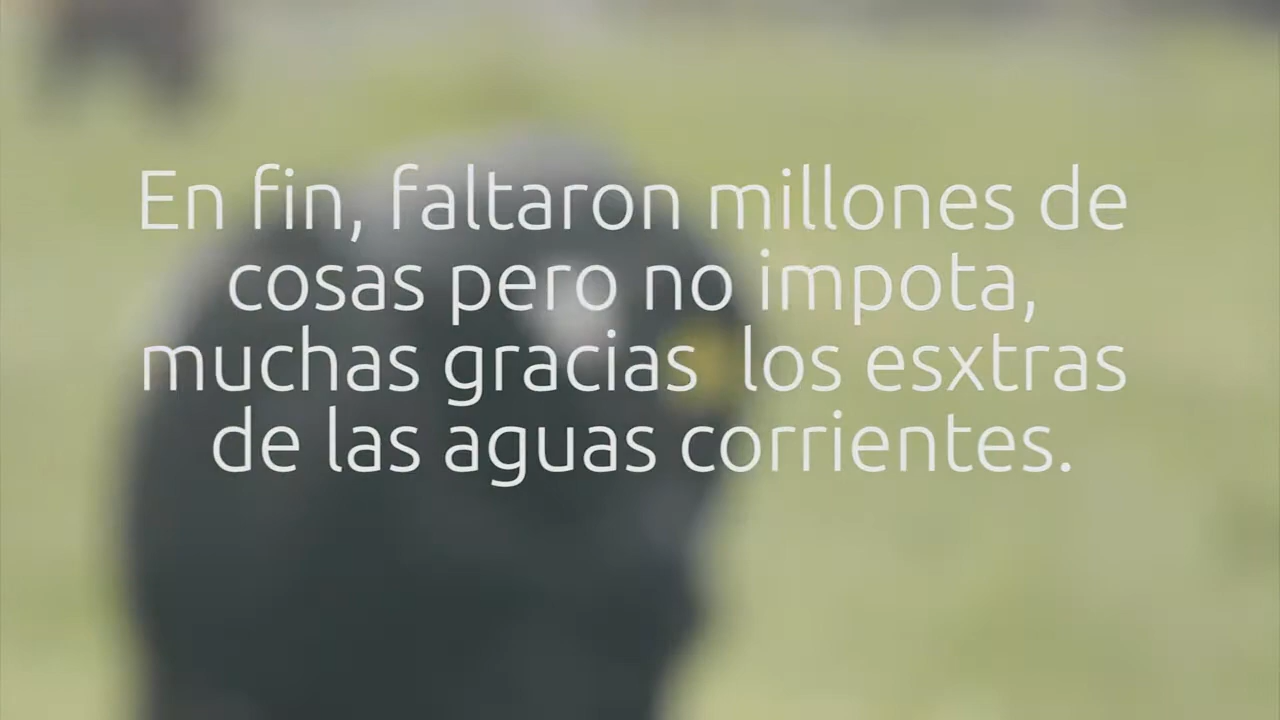 En fin, faltaron millones de
cosas pero no impota,
muchas gracias  los esxtras
de las aguas corrientes.